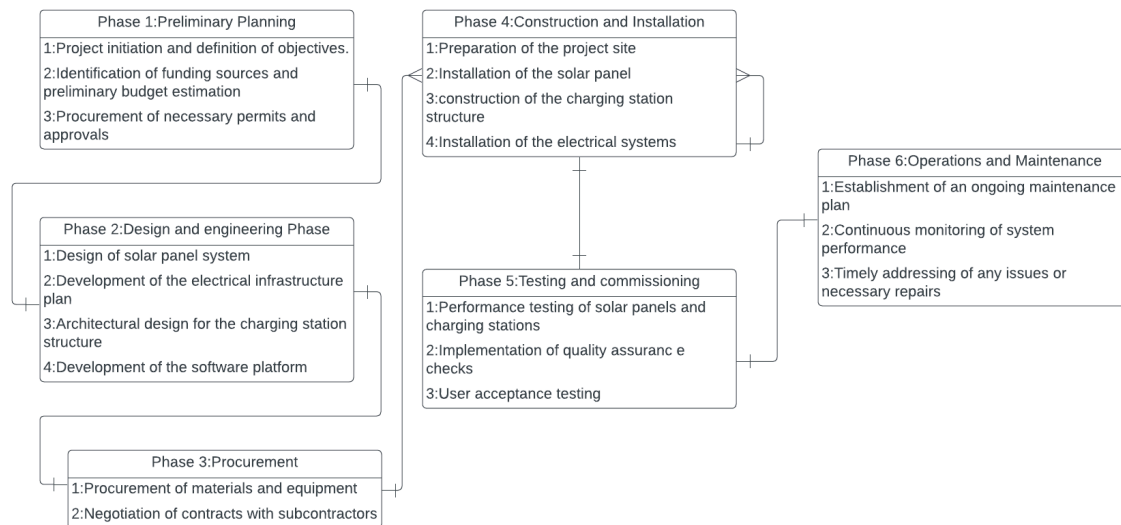 Phase 1:Preliminary Planning
1:Project initiation and definition of objectives.
2:Identification of funding sources and
preliminary budget estimation
3:Procurement of necessary permits and
approvals
Phase 2:Design and engineering Phase
1:Design of solar panel system
2:Development of the electrical infrastructure
plan
3:Architectural design for the charging station
structure
4:Development of the software platform
Phase 3:Procurement
1:Procurement of materials and equipment
2:Negotiation of contracts with subcontractors
Phase 4:Construction and Installation
1:Preparation of the project site
2:Installation of the solar panel
3:construction of the charging station
structure
4:Installation of the electrical systems
Phase 5:Testing and commissioning
1:Performance testing of solar panels and
charging stations
2:Implementation of quality assuranc e
checks
3:User acceptance testing
Phase 6:Operations and Maintenance
1:Establishment of an ongoing maintenance
plan
2:Continuous monitoring of system
performance
3:Timely addressing of any issues or
necessary repairs